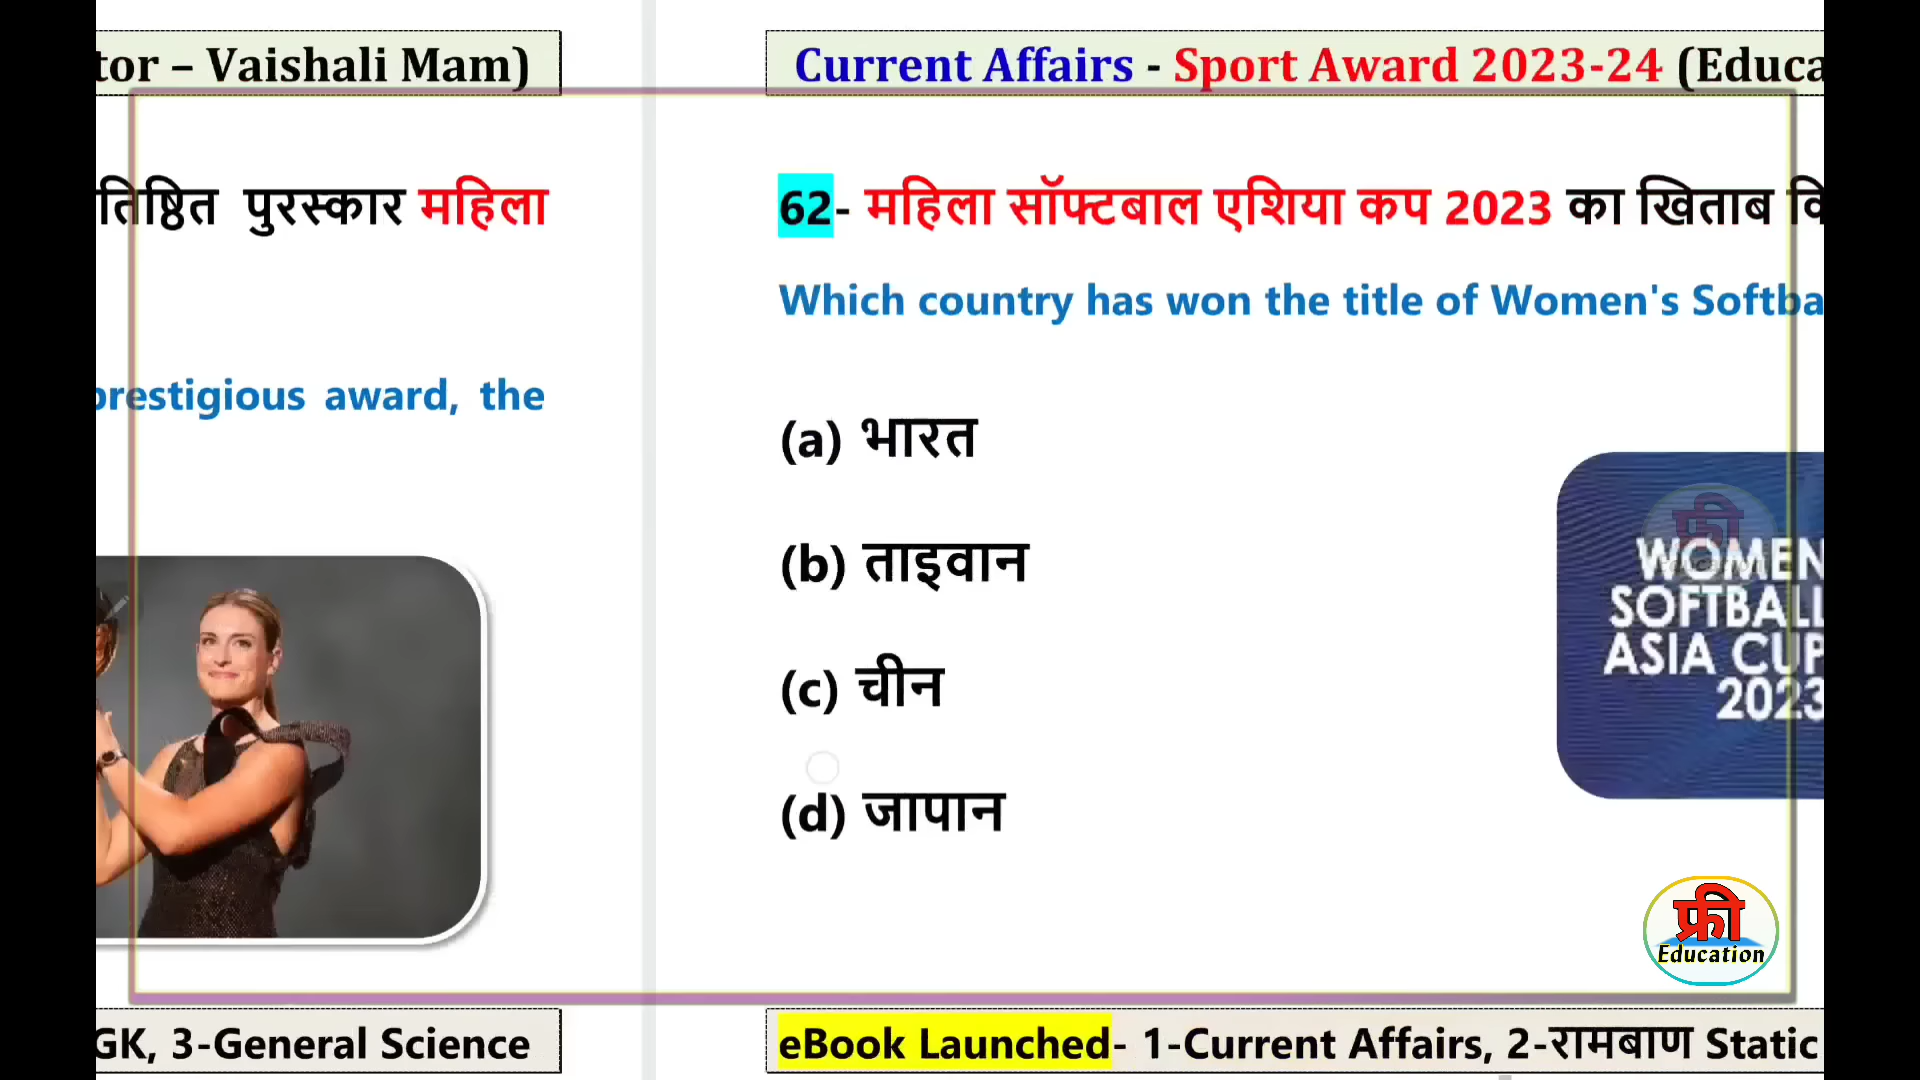 tor – Vaishali Mam)
तिष्ठित पुरस्कार महिला
prestigious award, the
GK, 3-General Science
Current Affairs - Sport Award 2023-24 (Educa
62- महिला सॉफ्टबाल एशिया कप 2023 का खिताब
Which country has won the title of Women's Softba
(a) भारत
(b) ताइवान
(c) चीन
(d) जापान
WOMEN
SOFTBALL
ASIA CUP
2023
फ्री
Education
eBook Launched- 1-Current Affairs, 2-रामबाण Static